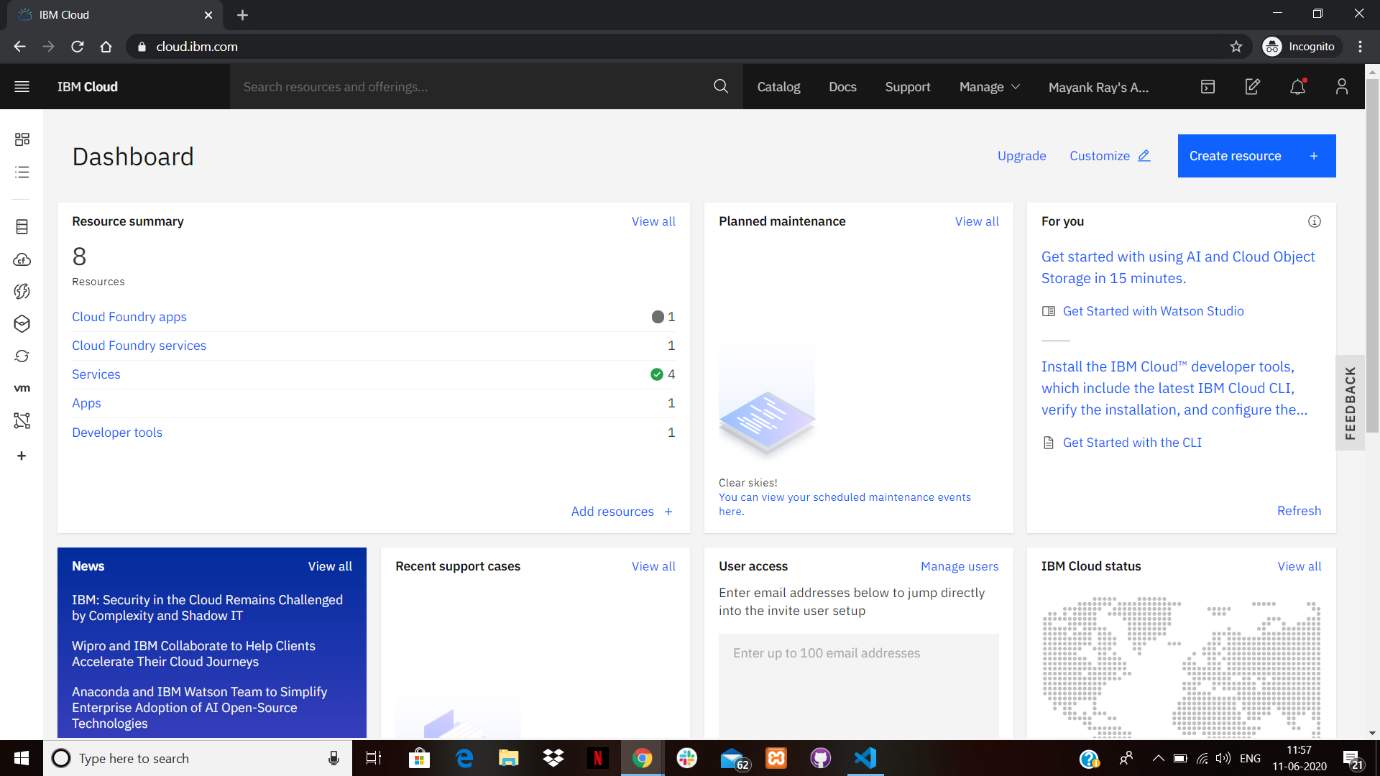 IBM Cloud
cloud.ibm.com
Incognito
IBM Cloud
Search resources and offerings...
Catalog
Docs
Support
Manage
Mayank Ray's A...
Dashboard
Upgrade
Customize
Create resource +
Resource summary
View all
8
Resources
Cloud Foundry apps
1
Cloud Foundry services
1
Services
4
Apps
1
Developer tools
1
Add resources +
Planned maintenance
View all
Clear skies!
You can view your scheduled maintenance events
here.
For you
Get started with using AI and Cloud Object
Storage in 15 minutes.
Get Started with Watson Studio
Install the IBM Cloud™ developer tools,
which include the latest IBM Cloud CLI,
verify the installation, and configure the...
Get Started with the CLI
Refresh
FEEDBACK
cf
vm
News
View all
IBM: Security in the Cloud Remains Challenged
by Complexity and Shadow IT
Wipro and IBM Collaborate to Help Clients
Accelerate Their Cloud Journeys
Anaconda and IBM Watson Team to Simplify
Enterprise Adoption of AI Open-Source
Technologies
Recent support cases
View all
User access
Manage users
Enter email addresses below to jump directly
into the invite user setup
Enter up to 100 email addresses
IBM Cloud status
View all
Type here to search
62
ENG
11:57
11-06-2020
21